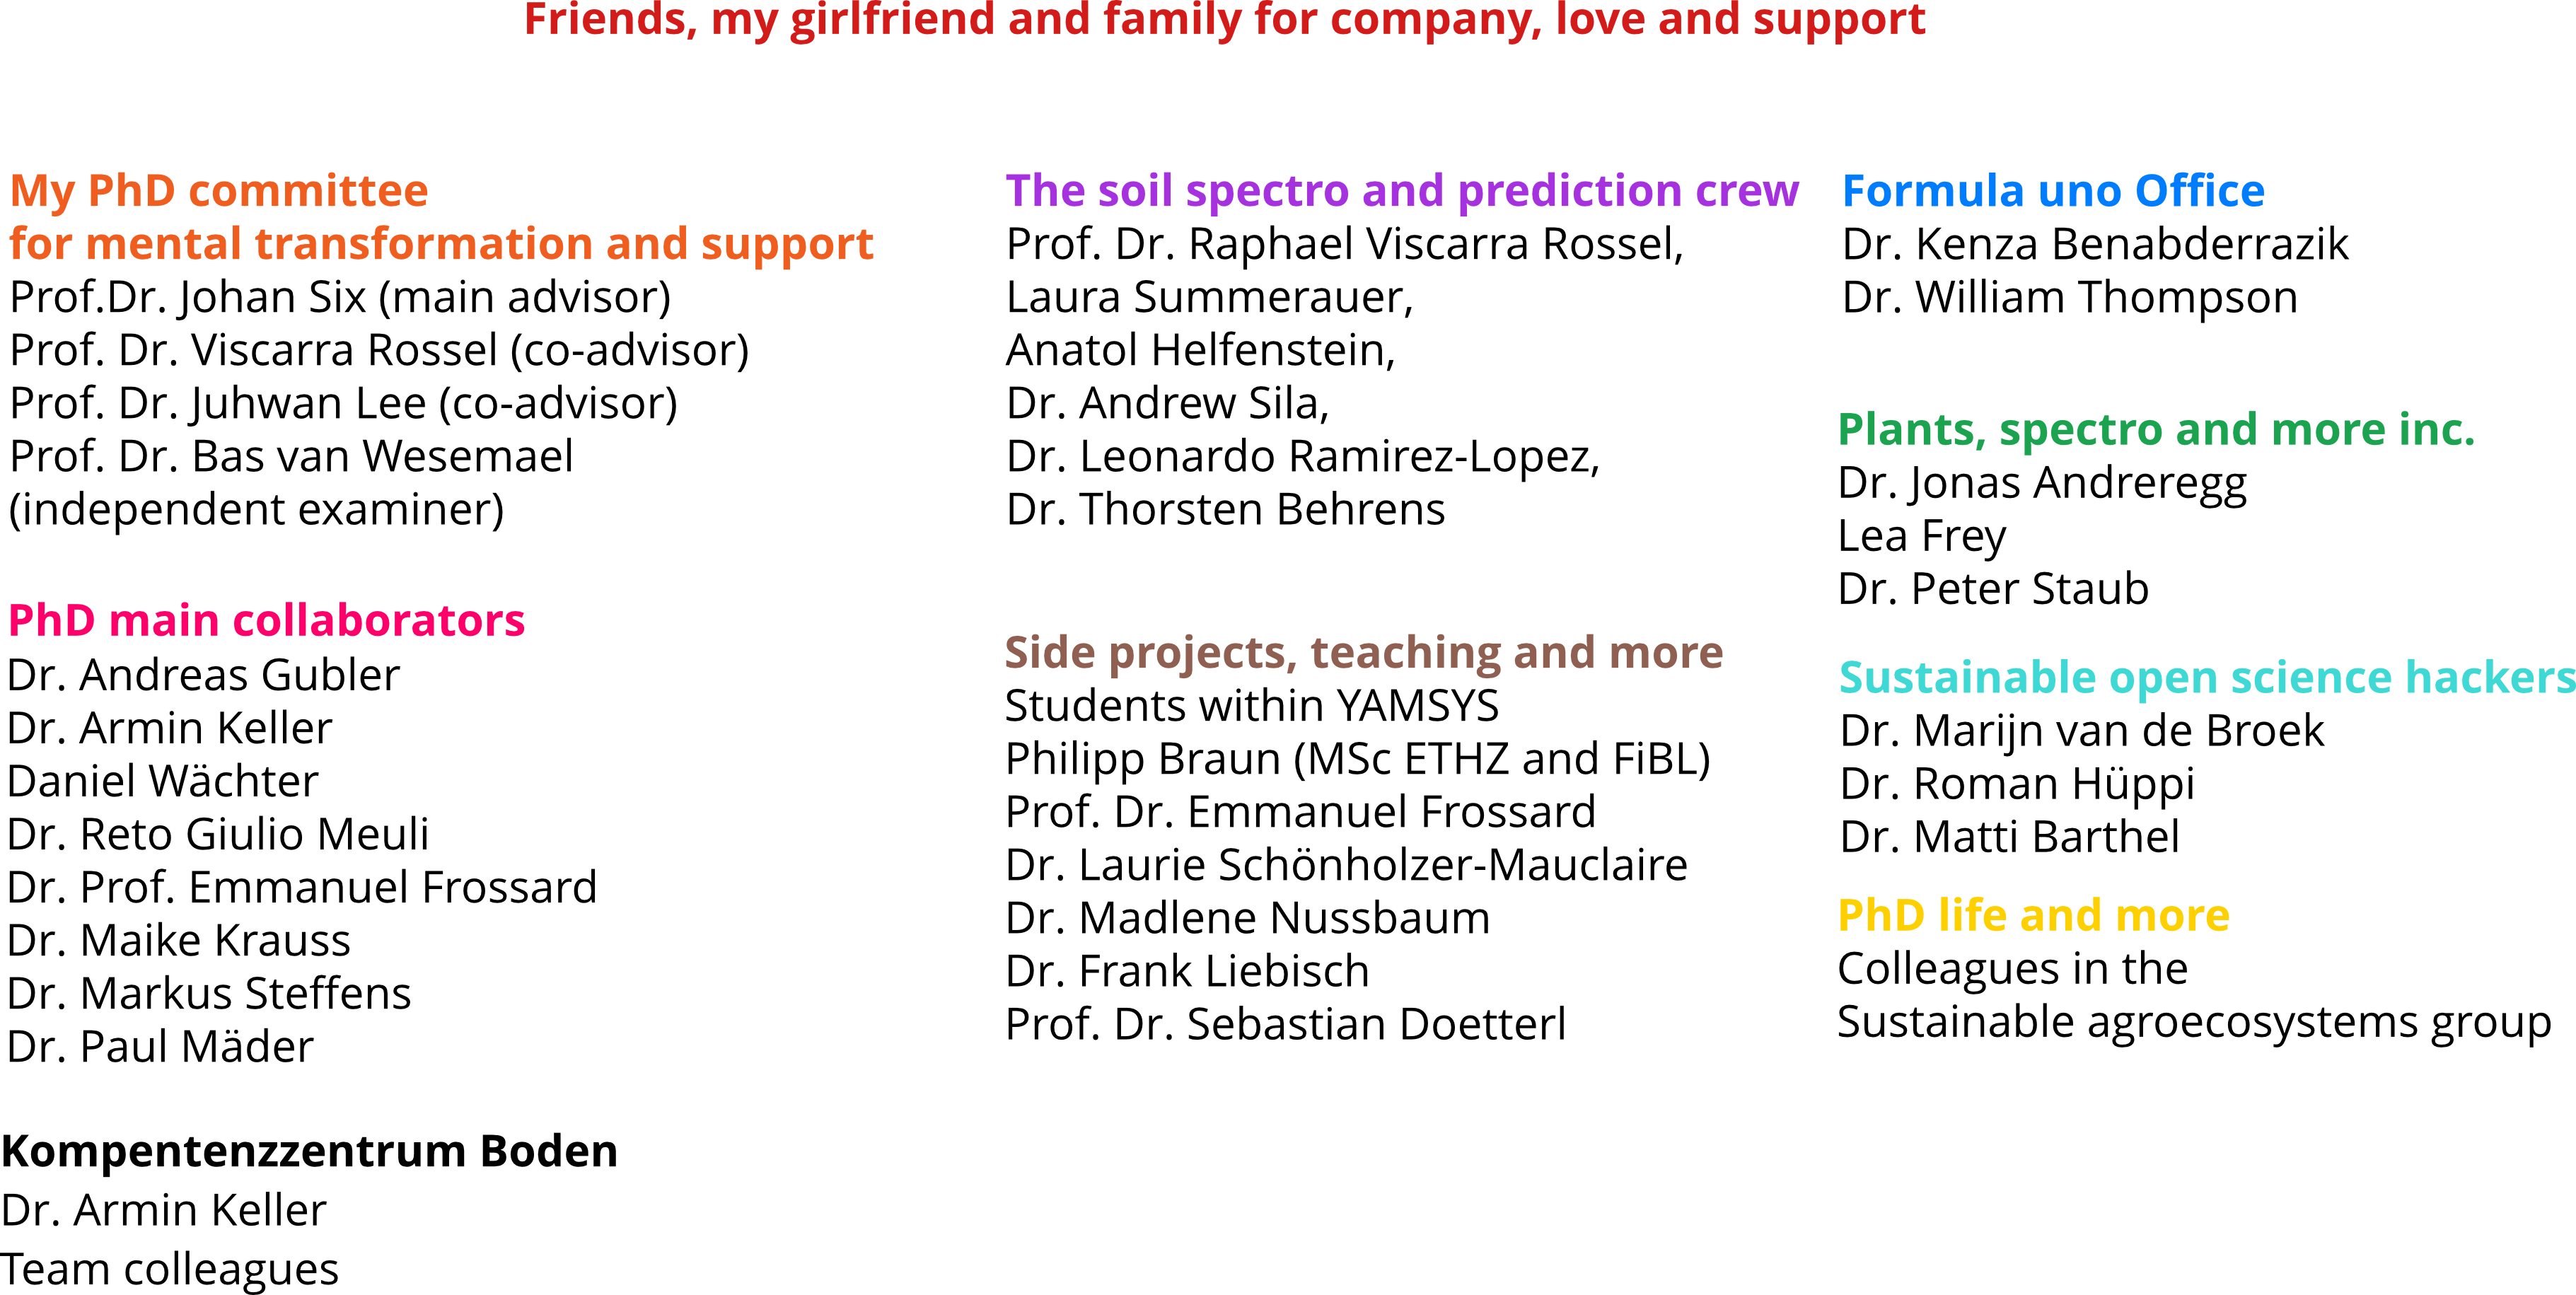 Friends, my girlfriend and family for company, love and support
My PhD committee
for mental transformation and support
Prof.Dr. Johan Six (main advisor)
Prof. Dr. Viscarra Rossel (co-advisor)
Prof. Dr. Juhwan Lee (co-advisor)
Prof. Dr. Bas van Wesemael
(independent examiner)
PhD main collaborators
Dr. Andreas Gubler
Dr. Armin Keller
Daniel Wächter
Dr. Reto Giulio Meuli
Dr. Prof. Emmanuel Frossard
Dr. Maike Krauss
Dr. Markus Steffens
Dr. Paul Mäder
Kompentenzzentrum Boden
Dr. Armin Keller
Team colleagues
The soil spectro and prediction crew
Prof. Dr. Raphael Viscarra Rossel,
Laura Summerauer,
Anatol Helfenstein,
Dr. Andrew Sila,
Dr. Leonardo Ramirez-Lopez,
Dr. Thorsten Behrens
Side projects, teaching and more
Students within YAMSYS
Philipp Braun (MSc ETHZ and FiBL)
Prof. Dr. Emmanuel Frossard
Dr. Laurie Schönholzer-Mauclaire
Dr. Madlene Nussbaum
Dr. Frank Liebisch
Prof. Dr. Sebastian Doetterl
Formula uno Office
Dr. Kenza Benabderrazik
Dr. William Thompson
Plants, spectro and more inc.
Dr. Jonas Andreregg
Lea Frey
Dr. Peter Staub
Sustainable open science hackers
Dr. Marijn van de Broek
Dr. Roman Hüppi
Dr. Matti Barthel
PhD life and more
Colleagues in the
Sustainable agroecosystems group